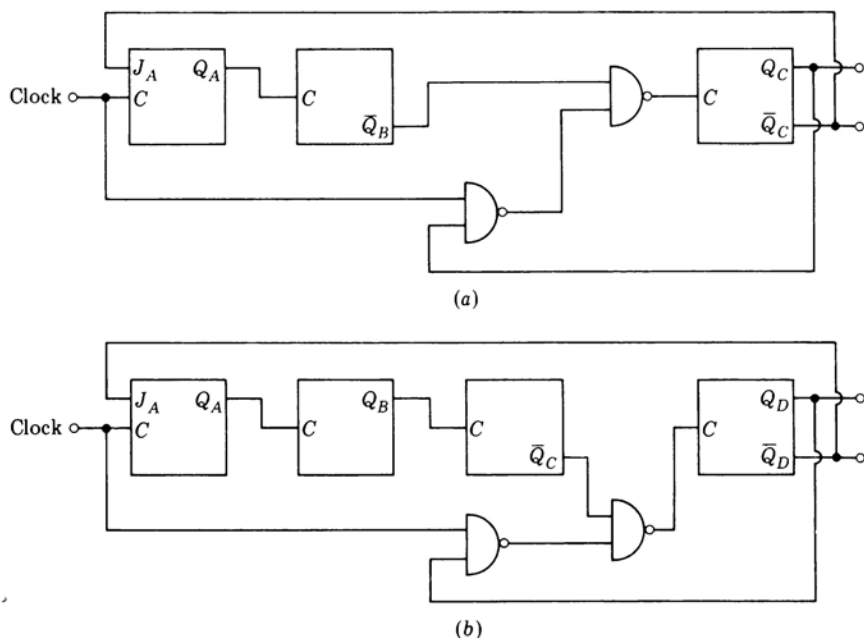 J_A Q_A Q_C
Clock C C C
Q̅_B Q̅_C
(a)
J_A Q_A Q_B Q_D
Clock C C C C
Q̅_C Q̅_D
(b)